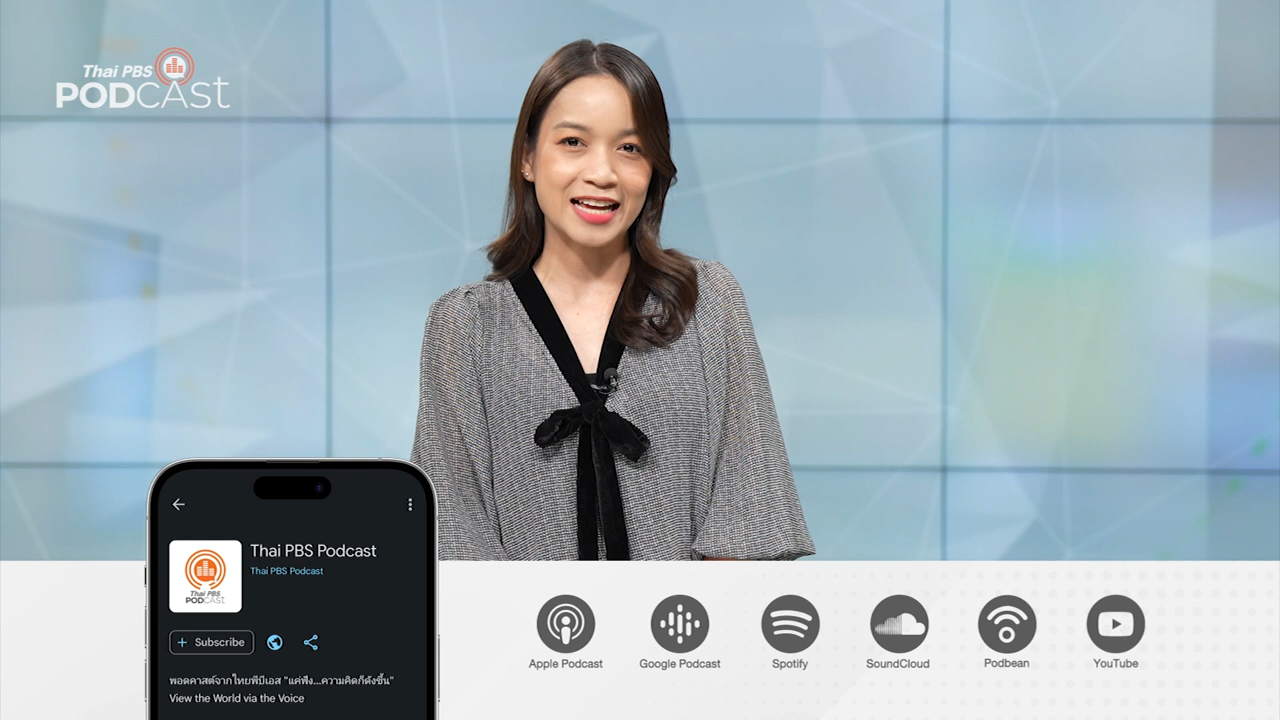 Thai PBS
PODCAST
Thai PBS Podcast
Thai PBS Podcast
Thai PBS
PODCAST
+ Subscribe
พอดคาสต์จากไทยพีบีเอส "แค่ฟัง...ความคิดก็ดังขึ้น"
View the World via the Voice
Apple Podcast
Google Podcast
Spotify
SoundCloud
Podbean
YouTube